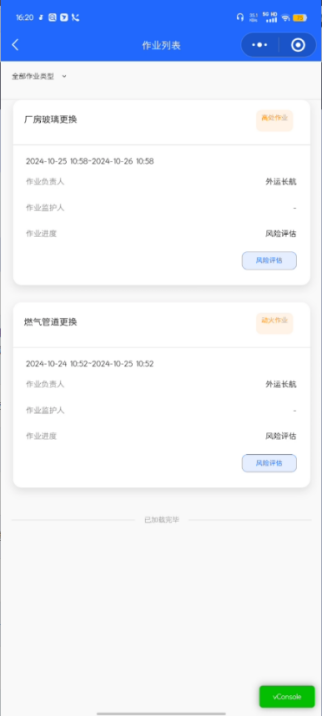 16:20
作业列表
全部作业类型
厂房玻璃更换 高处作业
2024-10-25 10:58-2024-10-26 10:58
作业负责人 外运长航
作业监护人 -
作业进度 风险评估
风险评估
燃气管道更换 动火作业
2024-10-24 10:52-2024-10-25 10:52
作业负责人 外运长航
作业监护人 -
作业进度 风险评估
风险评估
已加载完毕
vConsole